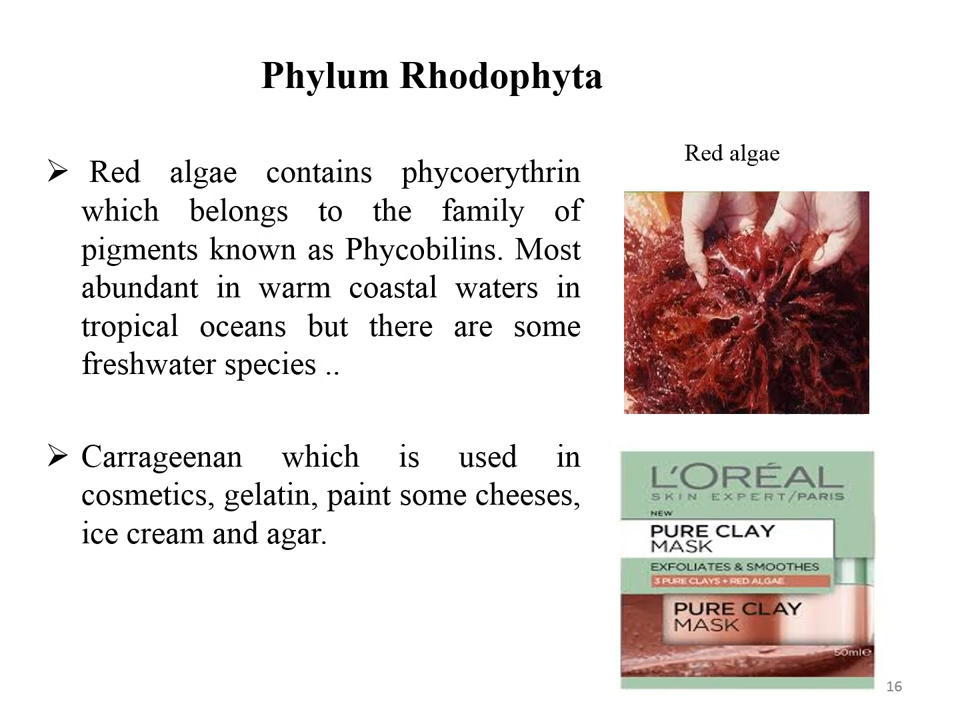 Phylum Rhodophyta
➢ Red algae contains phycoerythrin
which belongs to the family of
pigments known as Phycobilins. Most
abundant in warm coastal waters in
tropical oceans but there are some
freshwater species ..
➢ Carrageenan which is used in
cosmetics, gelatin, paint some cheeses,
ice cream and agar.
Red algae
L'ORÉAL
SKIN EXPERT/PARIS
NEW
PURE CLAY
MASK
EXFOLIATES & SMOOTHES
3 PURE CLAYS + RED ALGAE
PURE CLAY
MASK
50ml℮
16